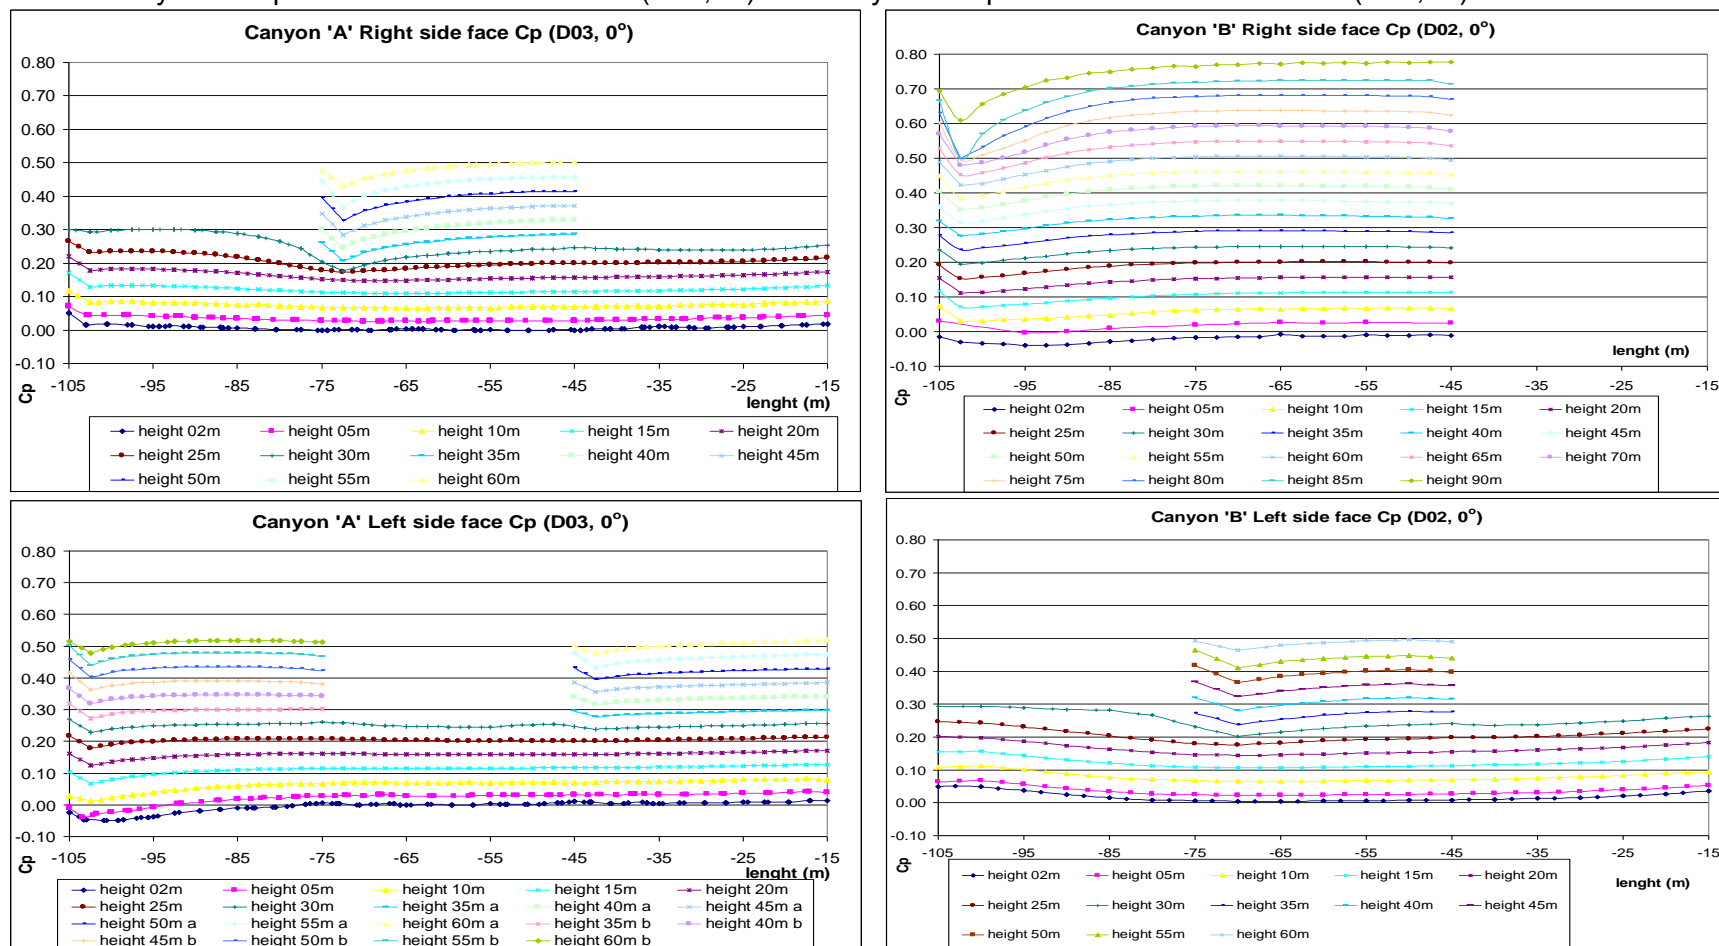 Canyon 'A' Right side face Cp (D03, 0°)
0.80
0.70
0.60
0.50
0.40
0.30
0.20
0.10
0.00
-0.10
-105 -95 -85 -75 -65 -55 -45 -35 -25 -15
Cp
lenght (m)
height 02m height 05m height 10m height 15m height 20m
height 25m height 30m height 35m height 40m height 45m
height 50m height 55m height 60m
Canyon 'B' Right side face Cp (D02, 0°)
0.80
0.70
0.60
0.50
0.40
0.30
0.20
0.10
0.00
-0.10
lenght (m)
-105 -95 -85 -75 -65 -55 -45 -35 -25 -15
Cp
height 02m height 05m height 10m height 15m height 20m
height 25m height 30m height 35m height 40m height 45m
height 50m height 55m height 60m height 65m height 70m
height 75m height 80m height 85m height 90m
Canyon 'A' Left side face Cp (D03, 0°)
0.80
0.70
0.60
0.50
0.40
0.30
0.20
0.10
0.00
-0.10
-105 -95 -85 -75 -65 -55 -45 -35 -25 -15
Cp
lenght (m)
height 02m height 05m height 10m height 15m height 20m
height 25m height 30m height 35m a height 40m a height 45m a
height 50m a height 55m a height 60m a height 35m b height 40m b
height 45m b height 50m b height 55m b height 60m b
Canyon 'B' Left side face Cp (D02, 0°)
0.80
0.70
0.60
0.50
0.40
0.30
0.20
0.10
0.00
-0.10
-105 -95 -85 -75 -65 -55 -45 -35 -25 -15
Cp
lenght (m)
height 02m height 05m height 10m height 15m height 20m
height 25m height 30m height 35m height 40m height 45m
height 50m height 55m height 60m